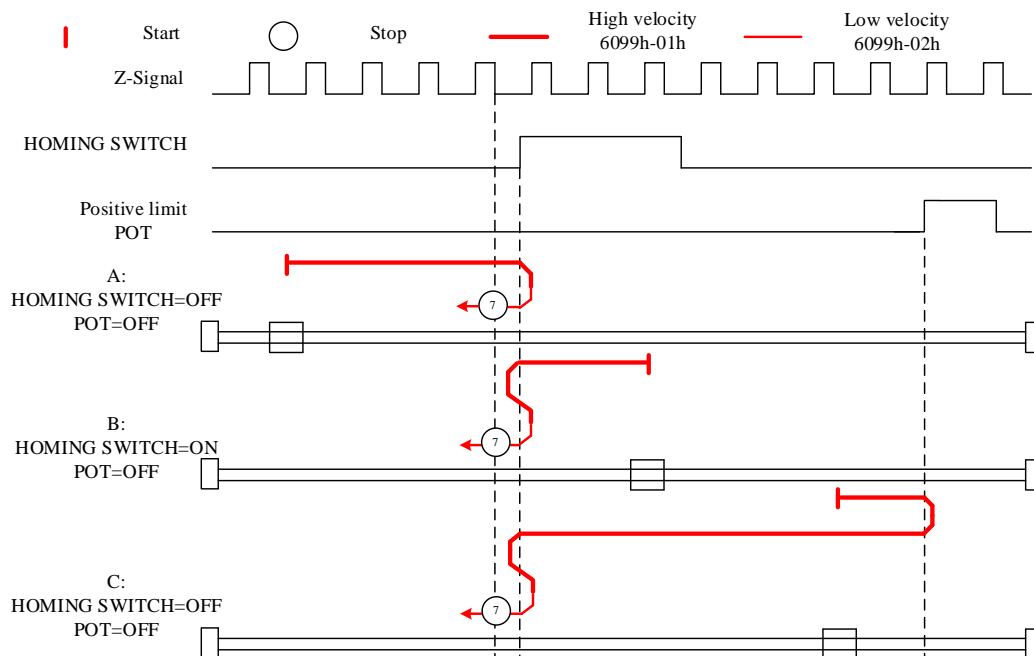 Start
Stop
High velocity
6099h-01h
Low velocity
6099h-02h
Z-Signal
HOMING SWITCH
Positive limit
POT
A:
HOMING SWITCH=OFF
POT=OFF
7
B:
HOMING SWITCH=ON
POT=OFF
7
C:
HOMING SWITCH=OFF
POT=OFF
7